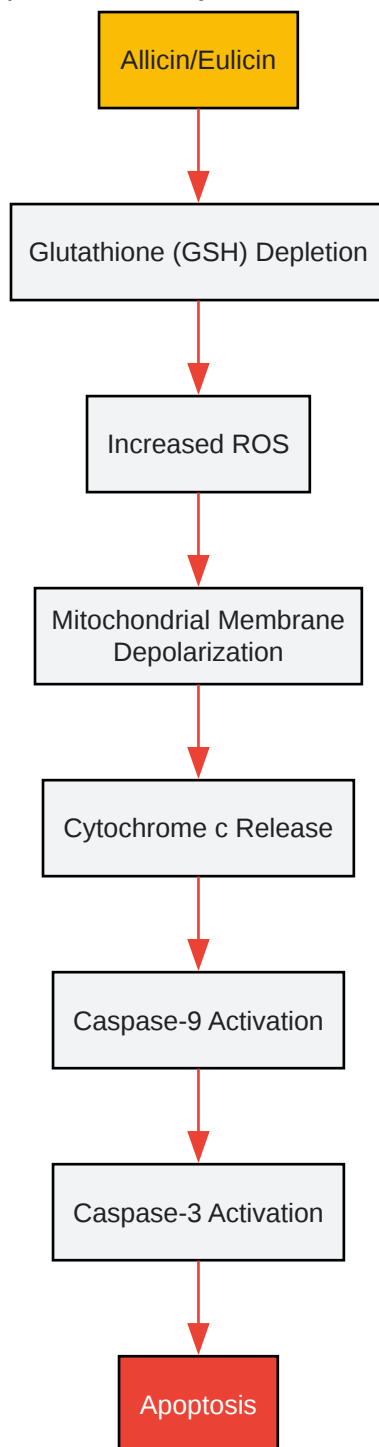 Allicin/Eulicin
Glutathione (GSH) Depletion
Increased ROS
Mitochondrial Membrane
Depolarization
Cytochrome c Release
Caspase-9 Activation
Caspase-3 Activation
Apoptosis